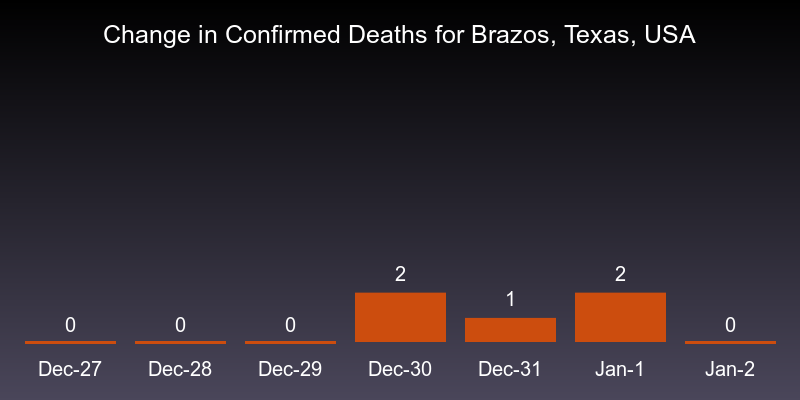 Change in Confirmed Deaths for Brazos, Texas, USA
0 0 0 2 1 2 0
Dec-27 Dec-28 Dec-29 Dec-30 Dec-31 Jan-1 Jan-2